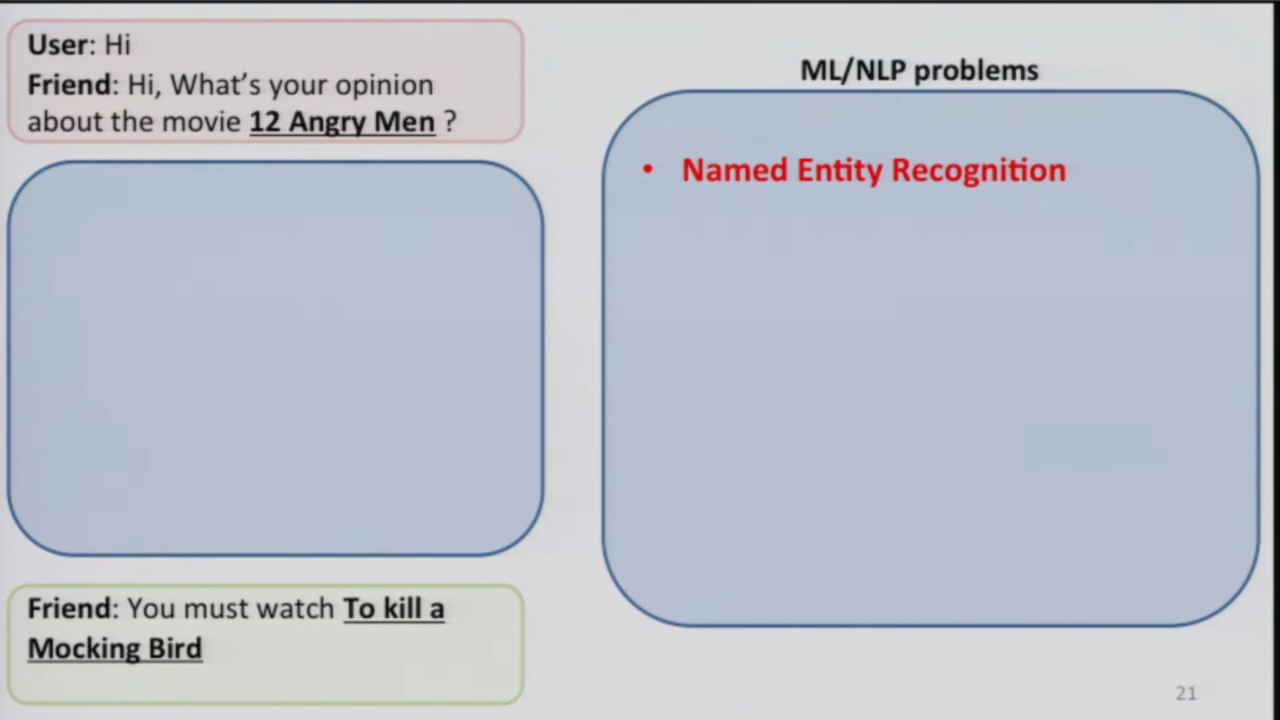 User: Hi
Friend: Hi, What's your opinion
about the movie 12 Angry Men ?
ML/NLP problems
• Named Entity Recognition
Friend: You must watch To kill a
Mocking Bird
21